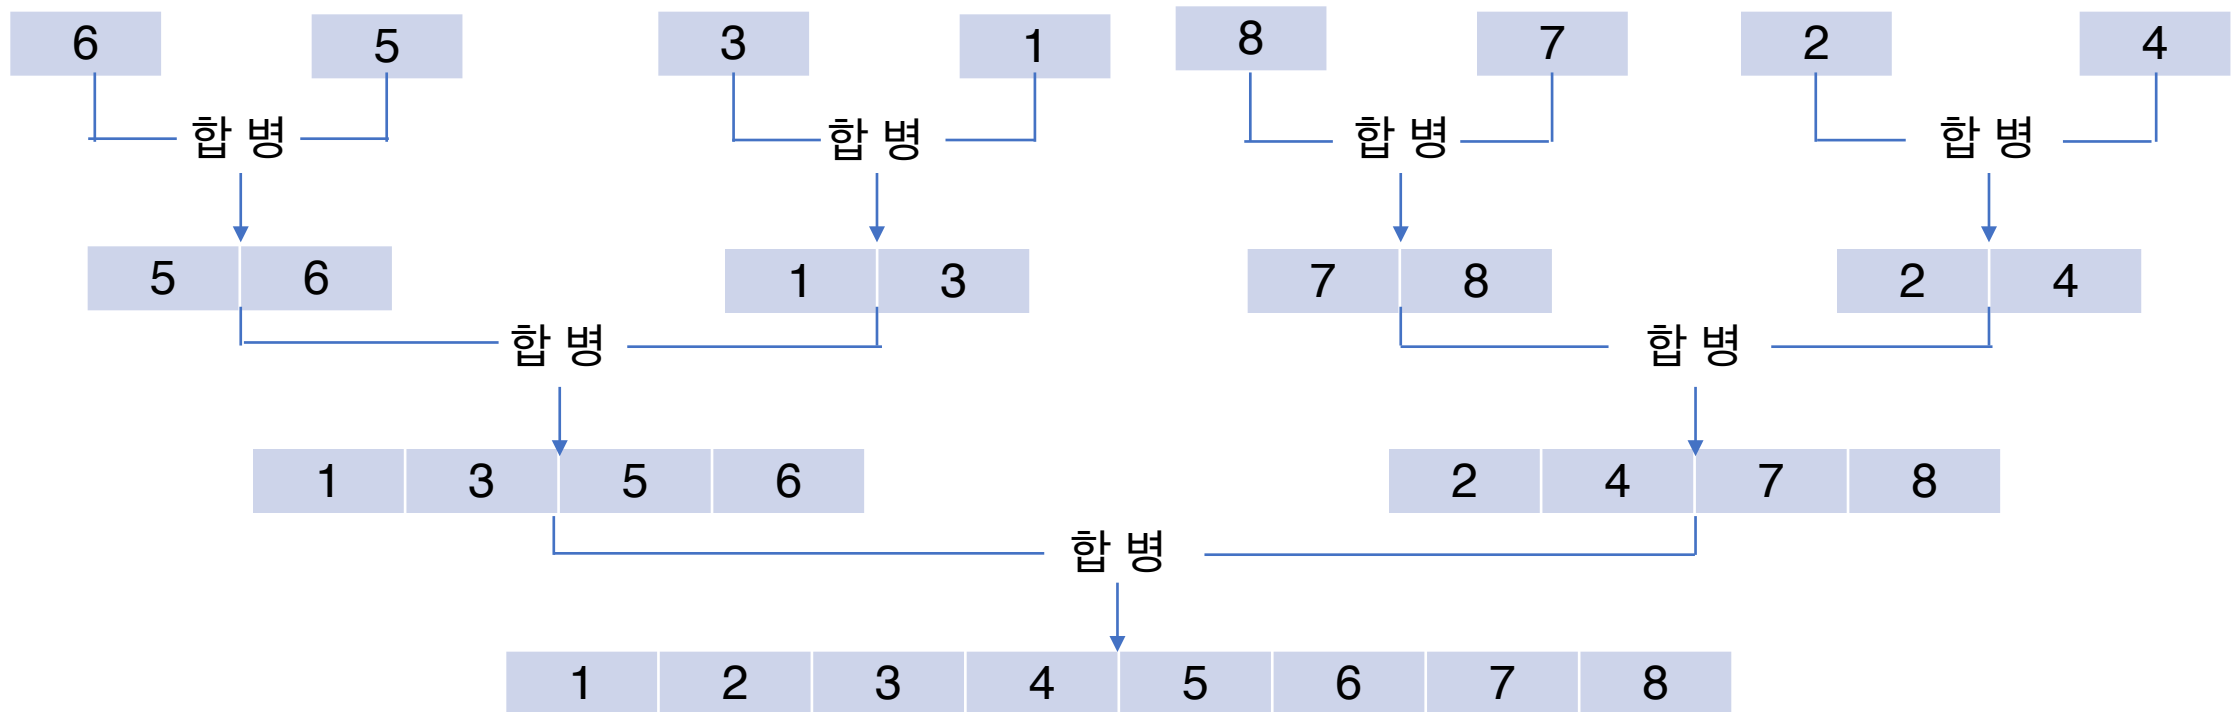 6 5 3 1 8 7 2 4
합 병 합 병 합 병 합 병
5 6 1 3 7 8 2 4
합 병 합 병
1 3 5 6 2 4 7 8
합 병
1 2 3 4 5 6 7 8